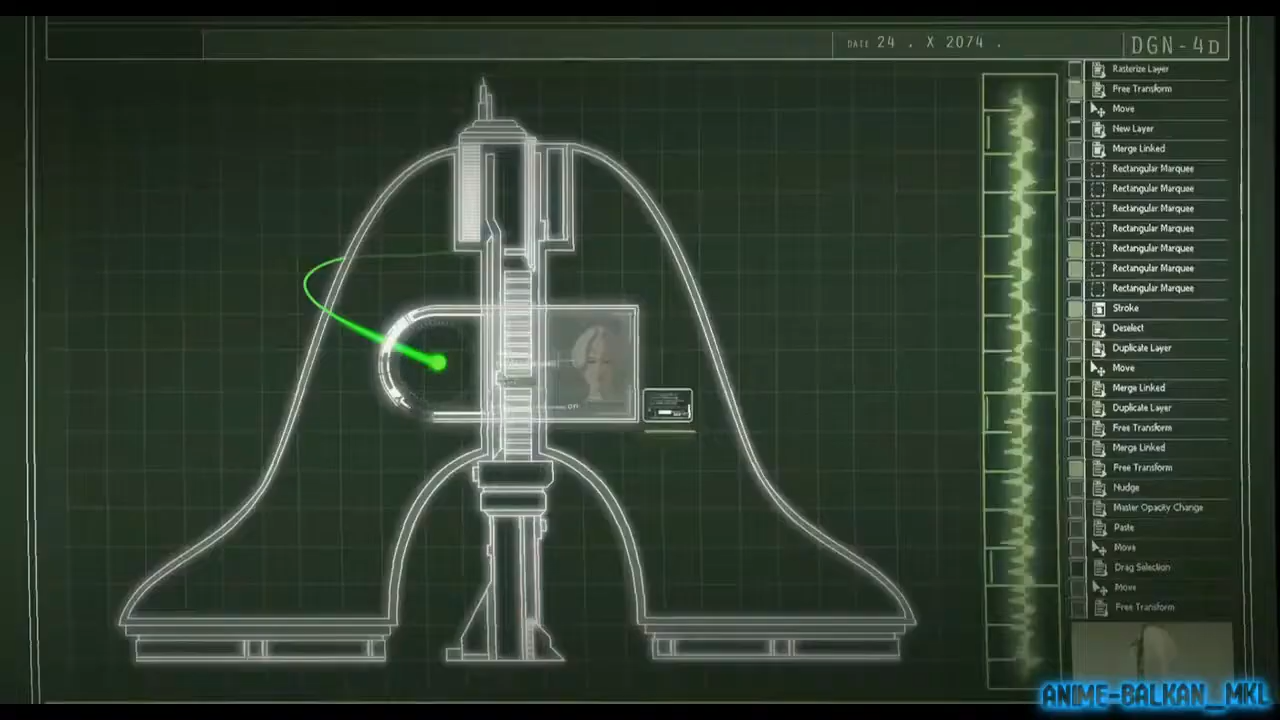 DATE 24 . X 2074 .
DGN-4D
Rasterize Layer
Free Transform
Move
New Layer
Merge Linked
Rectangular Marquee
Rectangular Marquee
Rectangular Marquee
Rectangular Marquee
Rectangular Marquee
Rectangular Marquee
Rectangular Marquee
Stroke
Deselect
Duplicate Layer
Move
Merge Linked
Duplicate Layer
Free Transform
Merge Linked
Free Transform
Nudge
Master Opacity Change
Paste
Move
Drag Selection
Move
Free Transform
ANIME-BALKAN_MKL